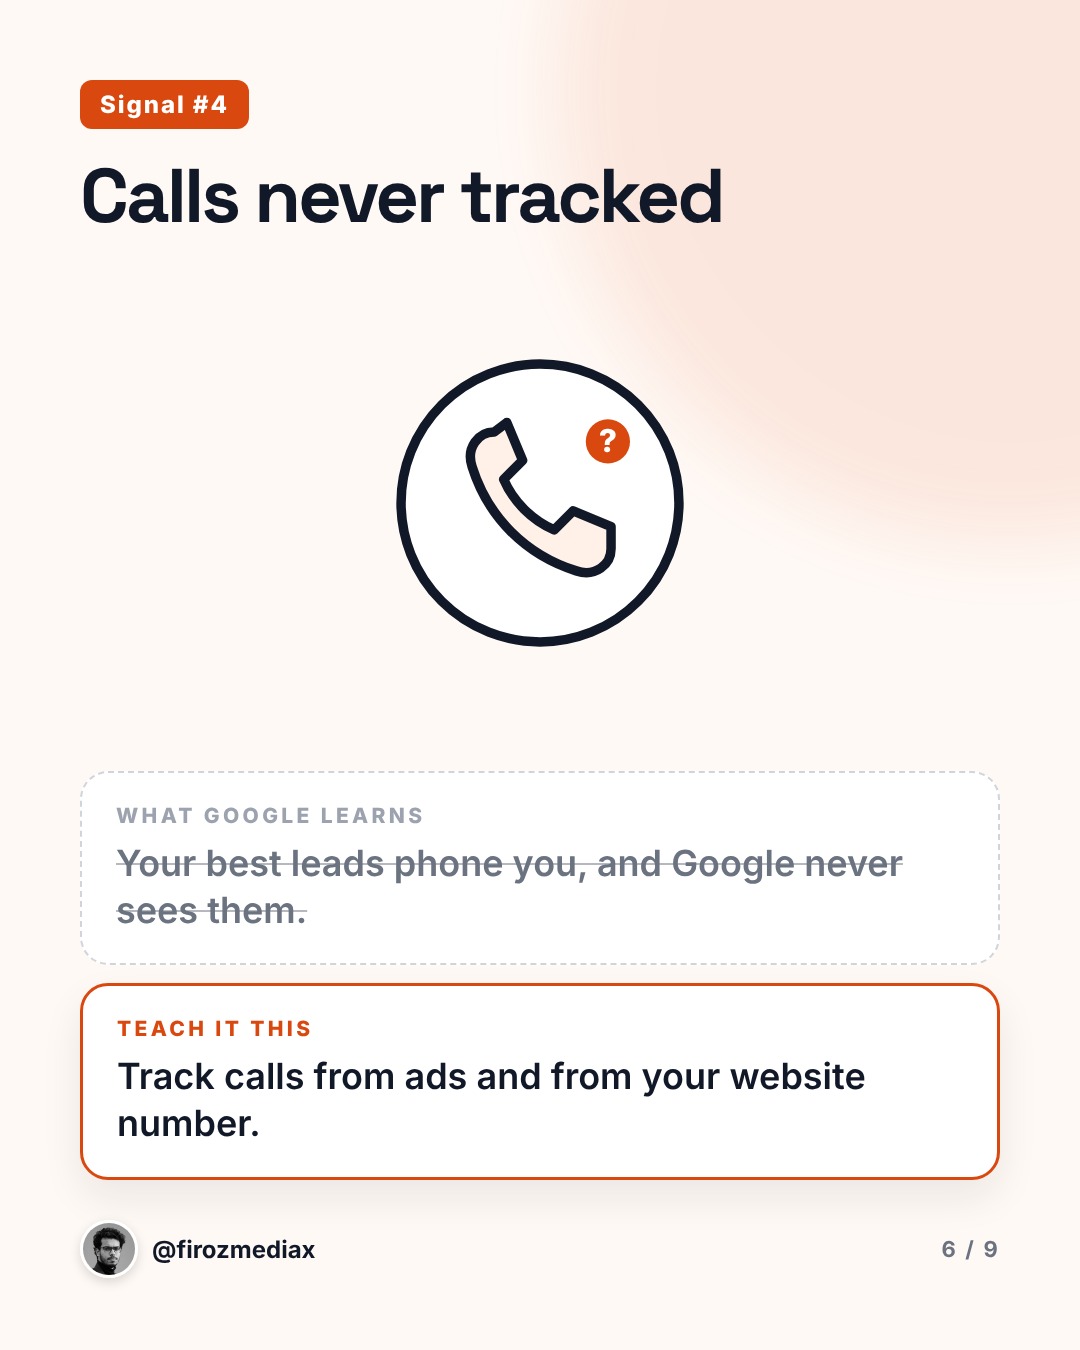 Signal #4
Calls never tracked
?
WHAT GOOGLE LEARNS
Your best leads phone you, and Google never
sees them.
TEACH IT THIS
Track calls from ads and from your website
number.
@firozmediax
6 / 9